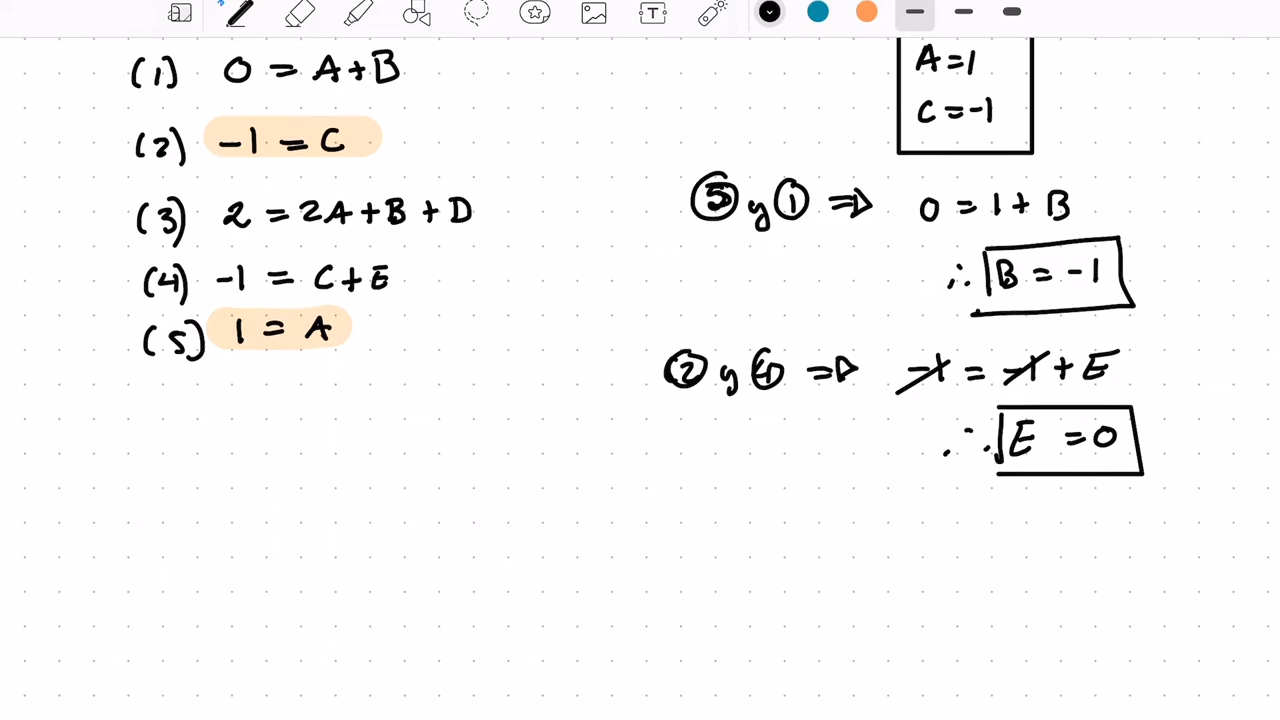 (1) 0 = A+B
(2) -1 = C
(3) 2 = 2A+B+D
(4) -1 = C+E
(5) 1 = A
A=1
C=-1
⑤ y ① ⇒ 0 = 1+B
∴ B = -1
② y ④ ⇒ -1 = -1 + E
∴ E = 0